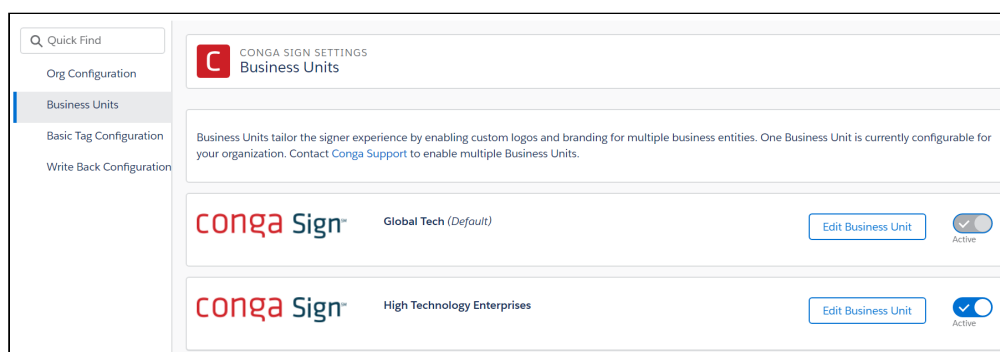 Quick Find
Org Configuration
Business Units
Basic Tag Configuration
Write Back Configuration
C
CONGA SIGN SETTINGS
Business Units
Business Units tailor the signer experience by enabling custom logos and branding for multiple business entities. One Business Unit is currently configurable for
your organization. Contact Conga Support to enable multiple Business Units.
conga Sign℠
Global Tech (Default)
Edit Business Unit
Active
conga Sign℠
High Technology Enterprises
Edit Business Unit
Active